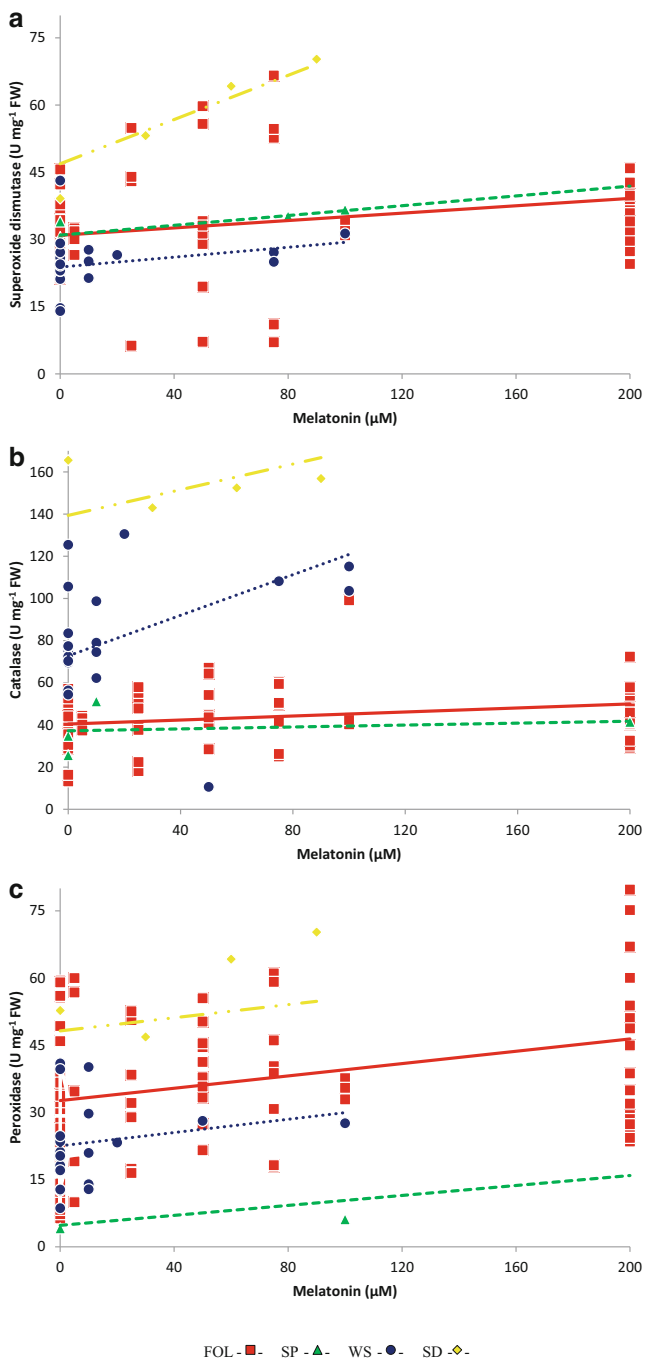 a
Superoxide dismutase (U mg⁻¹ FW)
75
60
45
30
15
0
0 40 80 120 160 200
Melatonin (µM)
b
Catalase (U mg⁻¹ FW)
160
140
120
100
80
60
40
20
0
0 40 80 120 160 200
Melatonin (µM)
c
Peroxidase (U mg⁻¹ FW)
75
60
45
30
15
0
0 40 80 120 160 200
Melatonin (µM)
FOL - - SP - - WS - - SD - -